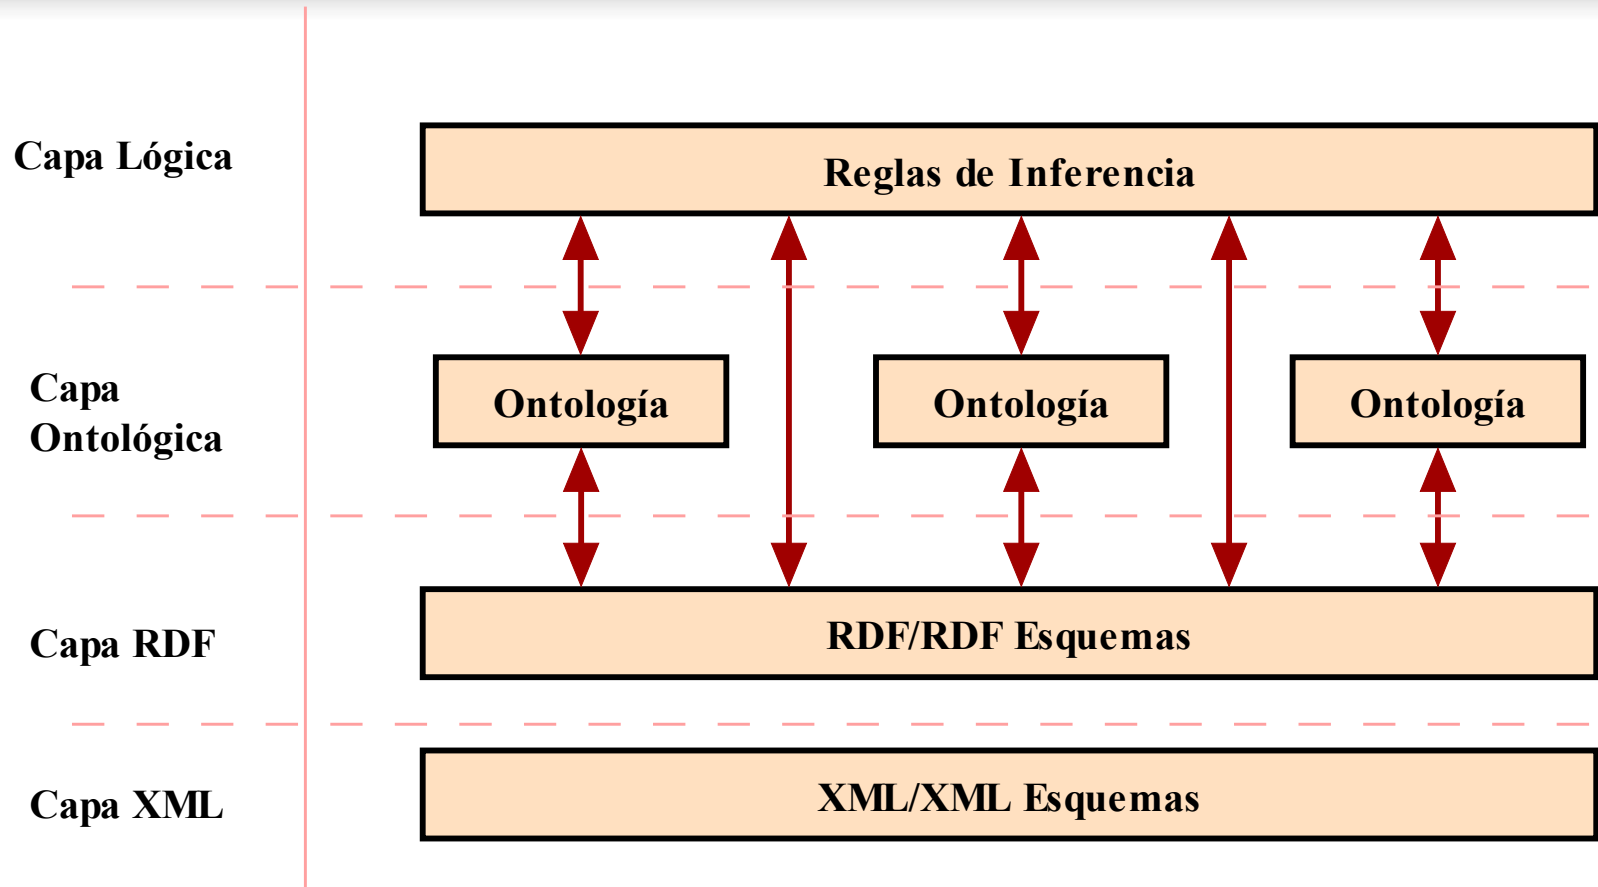 Capa Lógica
Reglas de Inferencia
Capa
Ontológica
Ontología
Ontología
Ontología
Capa RDF
RDF/RDF Esquemas
Capa XML
XML/XML Esquemas